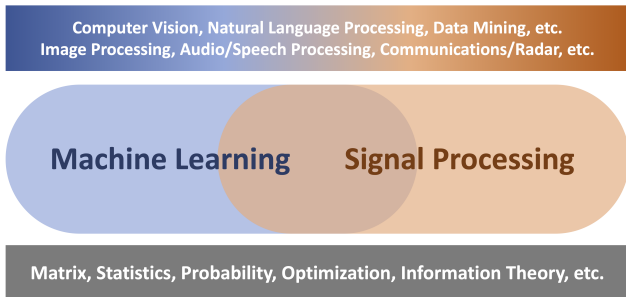 Computer Vision, Natural Language Processing, Data Mining, etc.
Image Processing, Audio/Speech Processing, Communications/Radar, etc.
Machine Learning
Signal Processing
Matrix, Statistics, Probability, Optimization, Information Theory, etc.